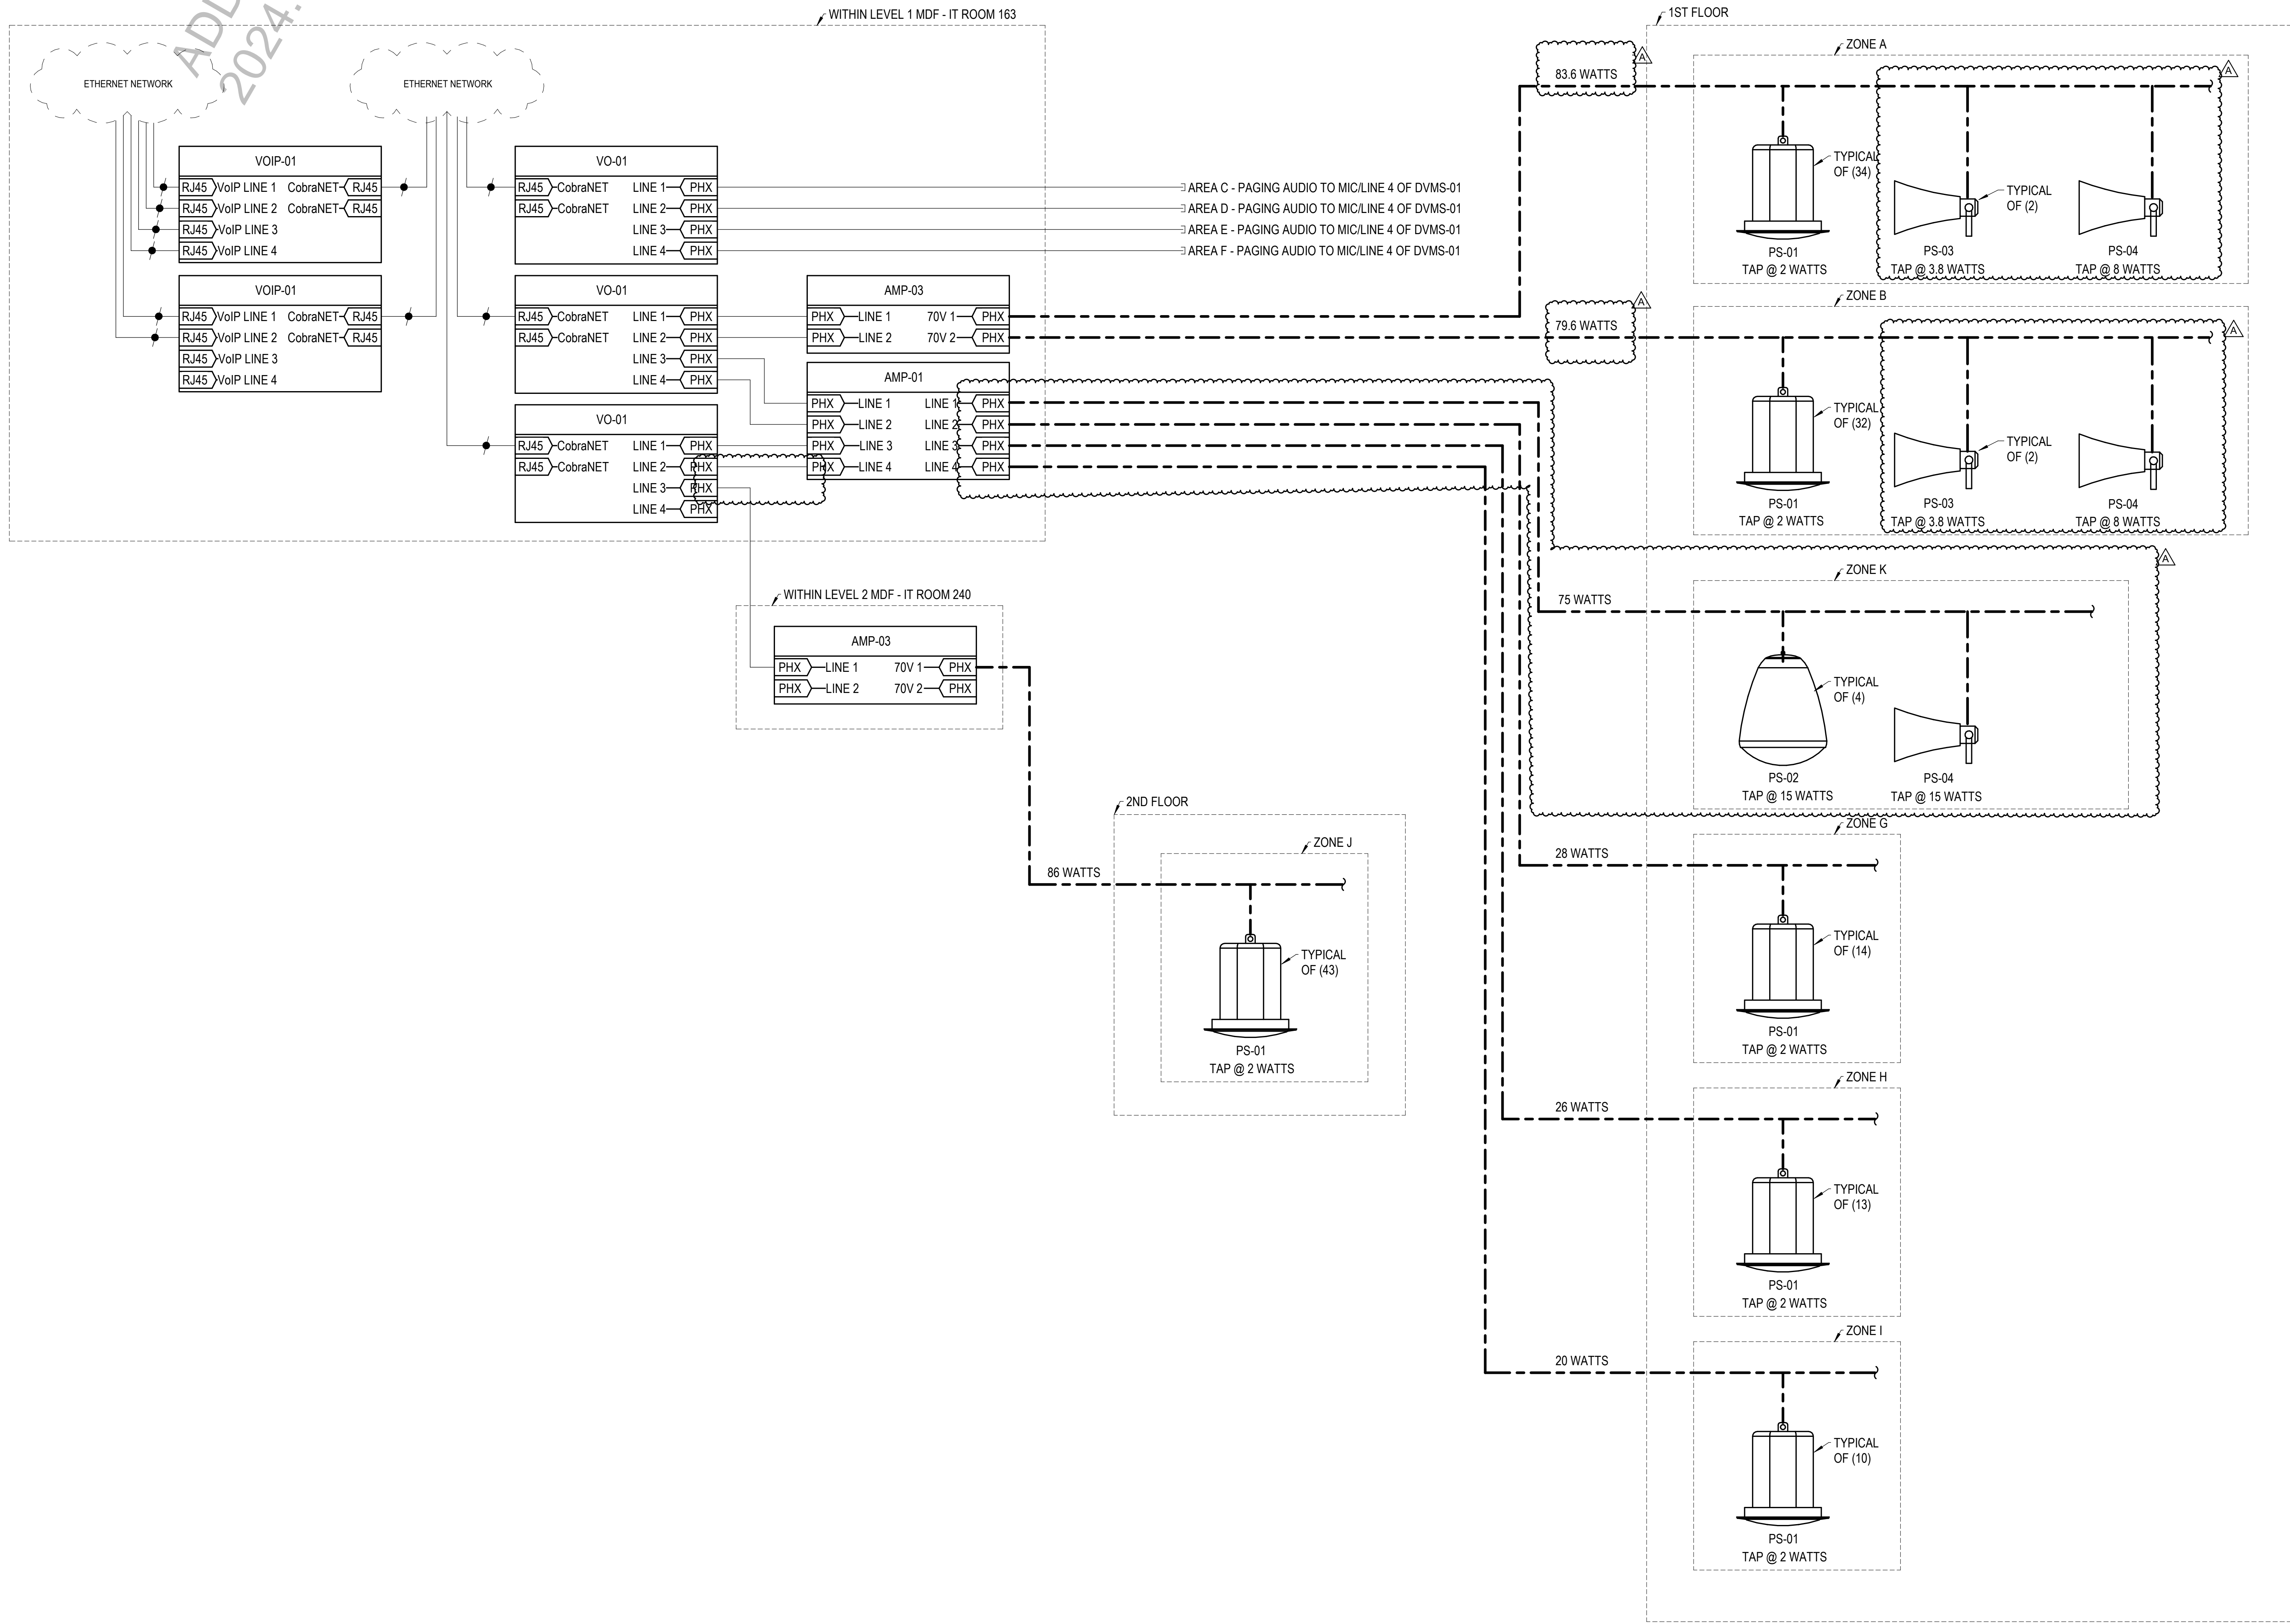 WITHIN LEVEL 1 MDF - IT ROOM 163
ETHERNET NETWORK
ETHERNET NETWORK
2024.
VOIP-01
RJ45 VoIP LINE 1 CobraNET RJ45
RJ45 VoIP LINE 2 CobraNET RJ45
RJ45 VoIP LINE 3
RJ45 VoIP LINE 4
VOIP-01
RJ45 VoIP LINE 1 CobraNET RJ45
RJ45 VoIP LINE 2 CobraNET RJ45
RJ45 VoIP LINE 3
RJ45 VoIP LINE 4
VO-01
RJ45 CobraNET LINE 1 PHX
RJ45 CobraNET LINE 2 PHX
LINE 3 PHX
LINE 4 PHX
AREA C - PAGING AUDIO TO MIC/LINE 4 OF DVMS-01
AREA D - PAGING AUDIO TO MIC/LINE 4 OF DVMS-01
AREA E - PAGING AUDIO TO MIC/LINE 4 OF DVMS-01
AREA F - PAGING AUDIO TO MIC/LINE 4 OF DVMS-01
VO-01
RJ45 CobraNET LINE 1 PHX
RJ45 CobraNET LINE 2 PHX
LINE 3 PHX
LINE 4 PHX
VO-01
RJ45 CobraNET LINE 1 PHX
RJ45 CobraNET LINE 2 PHX
LINE 3 PHX
LINE 4 PHX
AMP-03
PHX LINE 1 70V 1 PHX
PHX LINE 2 70V 2 PHX
AMP-01
PHX LINE 1 LINE 1 PHX
PHX LINE 2 LINE 2 PHX
PHX LINE 3 LINE 3 PHX
PHX LINE 4 LINE 4 PHX
WITHIN LEVEL 2 MDF - IT ROOM 240
AMP-03
PHX LINE 1 70V 1 PHX
PHX LINE 2 70V 2 PHX
86 WATTS
2ND FLOOR
ZONE J
TYPICAL
OF (43)
PS-01
TAP @ 2 WATTS
1ST FLOOR
83.6 WATTS
A
ZONE A
A
TYPICAL
OF (34)
PS-01
TAP @ 2 WATTS
TYPICAL
OF (2)
PS-03
TAP @ 3.8 WATTS
PS-04
TAP @ 8 WATTS
79.6 WATTS
A
ZONE B
A
TYPICAL
OF (32)
PS-01
TAP @ 2 WATTS
TYPICAL
OF (2)
PS-03
TAP @ 3.8 WATTS
PS-04
TAP @ 8 WATTS
A
75 WATTS
ZONE K
TYPICAL
OF (4)
PS-02
TAP @ 15 WATTS
PS-04
TAP @ 15 WATTS
28 WATTS
ZONE G
TYPICAL
OF (14)
PS-01
TAP @ 2 WATTS
26 WATTS
ZONE H
TYPICAL
OF (13)
PS-01
TAP @ 2 WATTS
20 WATTS
ZONE I
TYPICAL
OF (10)
PS-01
TAP @ 2 WATTS